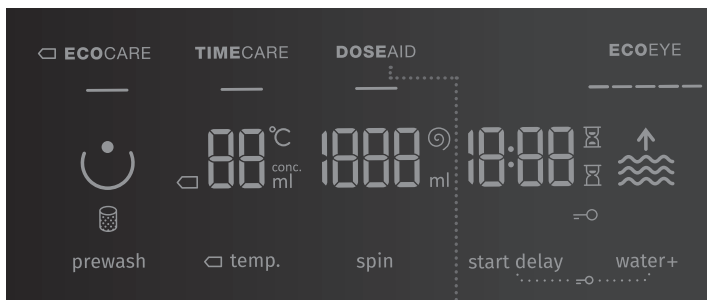 ECOCARE TIMECARE DOSEAID ECOEYE
88 °C 1888 18:88
conc.
ml ml
prewash temp. spin start delay water+